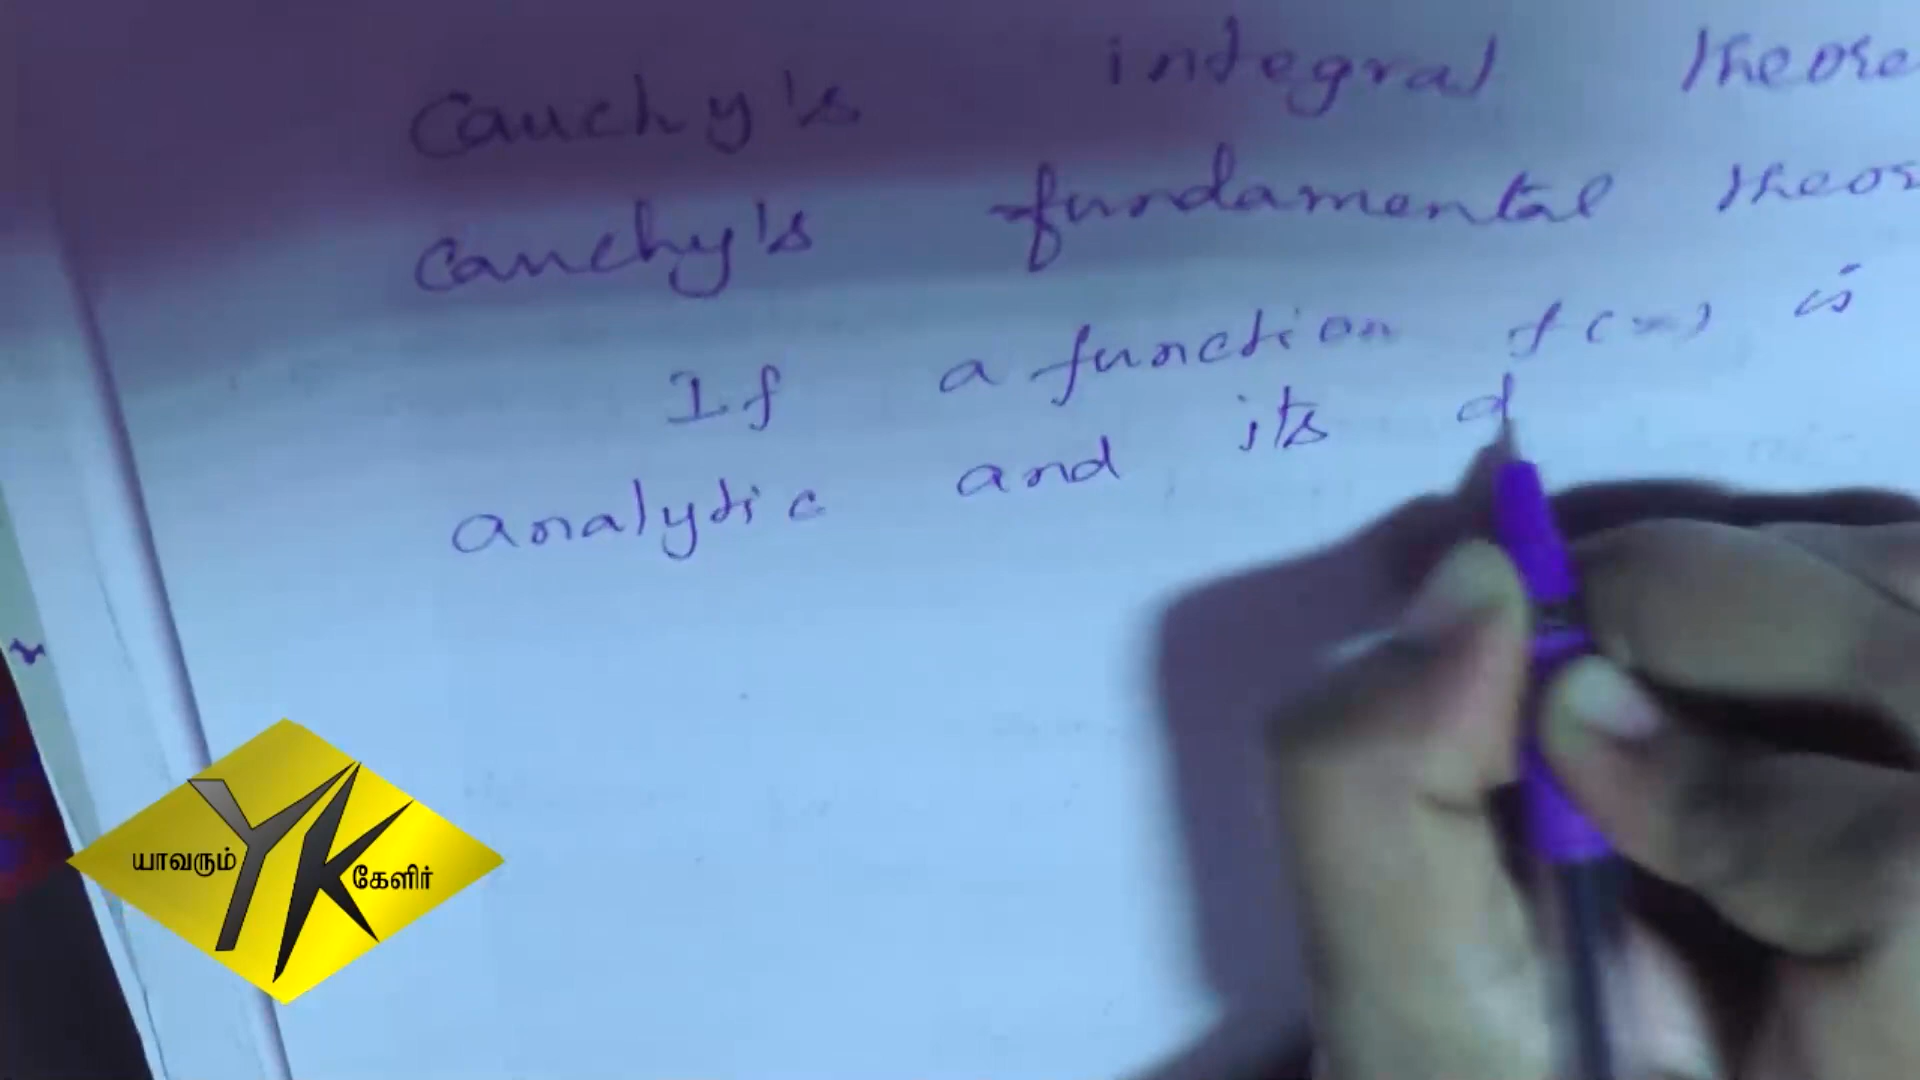 Cauchy's integral theore
Cauchy's fundamental theor
If a function f(z) is
analytic and its d
யாவரும் YK கேளிர்